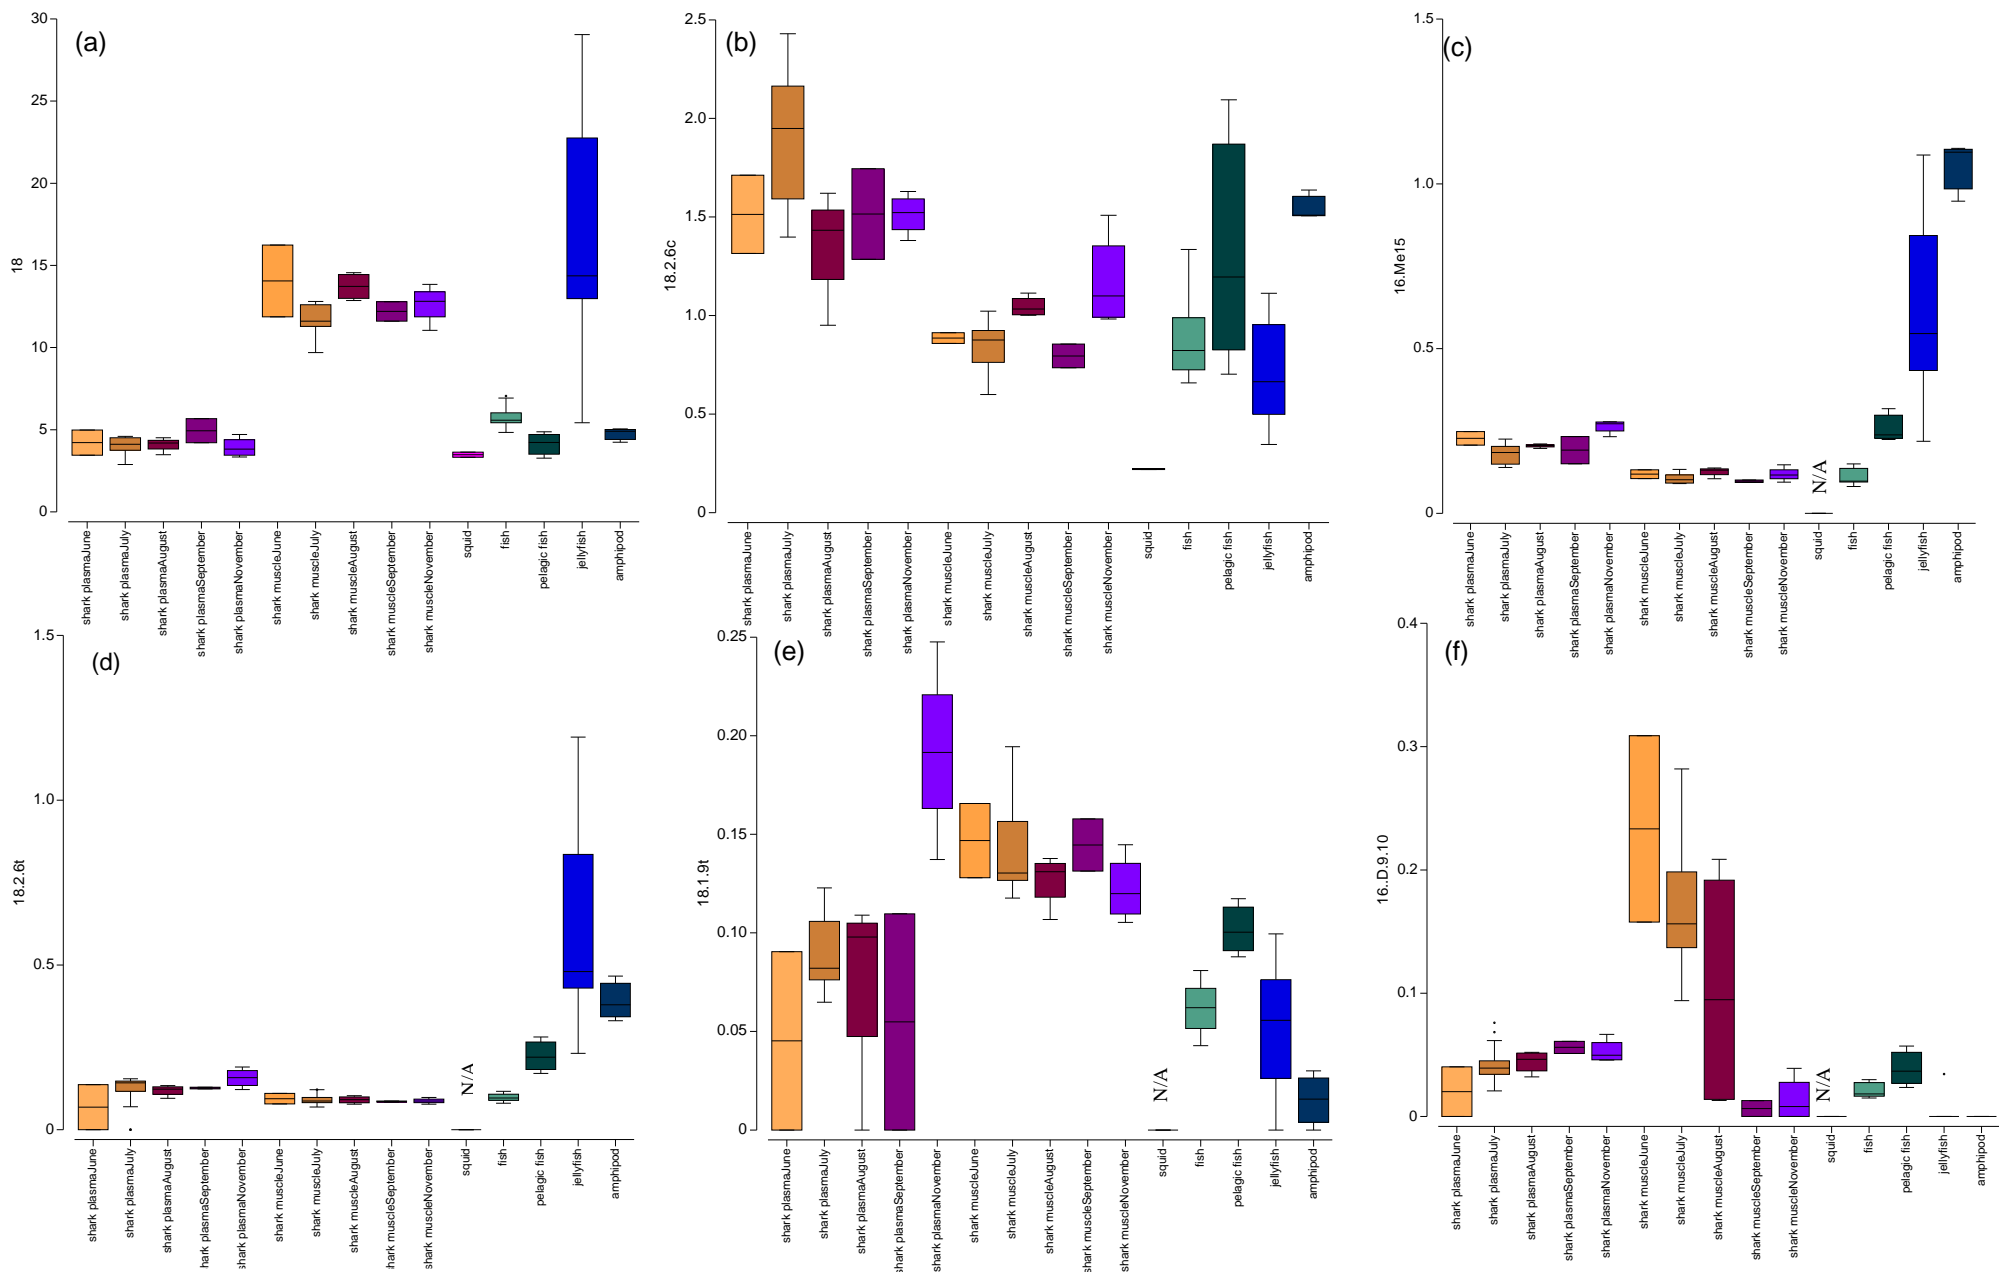 (a)
18
30
25
20
15
10
5
0
shark plasmaJune
shark plasmaJuly
shark plasmaAugust
shark plasmaSeptember
shark plasmaNovember
shark muscleJune
shark muscleJuly
shark muscleAugust
shark muscleSeptember
shark muscleNovember
squid
fish
pelagic fish
jellyfish
amphipod
(b)
18.2.6c
2.5
2.0
1.5
1.0
0.5
0
shark plasmaJune
shark plasmaJuly
shark plasmaAugust
shark plasmaSeptember
shark plasmaNovember
shark muscleJune
shark muscleJuly
shark muscleAugust
shark muscleSeptember
shark muscleNovember
squid
fish
pelagic fish
jellyfish
amphipod
(c)
16.Me15
1.5
1.0
0.5
0
N/A
shark plasmaJune
shark plasmaJuly
shark plasmaAugust
shark plasmaSeptember
shark plasmaNovember
shark muscleJune
shark muscleJuly
shark muscleAugust
shark muscleSeptember
shark muscleNovember
squid
fish
pelagic fish
jellyfish
amphipod
(d)
18.2.6t
1.5
1.0
0.5
0
N/A
shark plasmaJune
shark plasmaJuly
shark plasmaAugust
shark plasmaSeptember
shark plasmaNovember
shark muscleJune
shark muscleJuly
shark muscleAugust
shark muscleSeptember
shark muscleNovember
squid
fish
pelagic fish
jellyfish
amphipod
(e)
18.1.9t
0.25
0.20
0.15
0.10
0.05
0
N/A
shark plasmaJune
shark plasmaJuly
shark plasmaAugust
shark plasmaSeptember
shark plasmaNovember
shark muscleJune
shark muscleJuly
shark muscleAugust
shark muscleSeptember
shark muscleNovember
squid
fish
pelagic fish
jellyfish
amphipod
(f)
16..D.9.10
0.4
0.3
0.2
0.1
0
N/A
shark plasmaJune
shark plasmaJuly
shark plasmaAugust
shark plasmaSeptember
shark plasmaNovember
shark muscleJune
shark muscleJuly
shark muscleAugust
shark muscleSeptember
shark muscleNovember
squid
fish
pelagic fish
jellyfish
amphipod